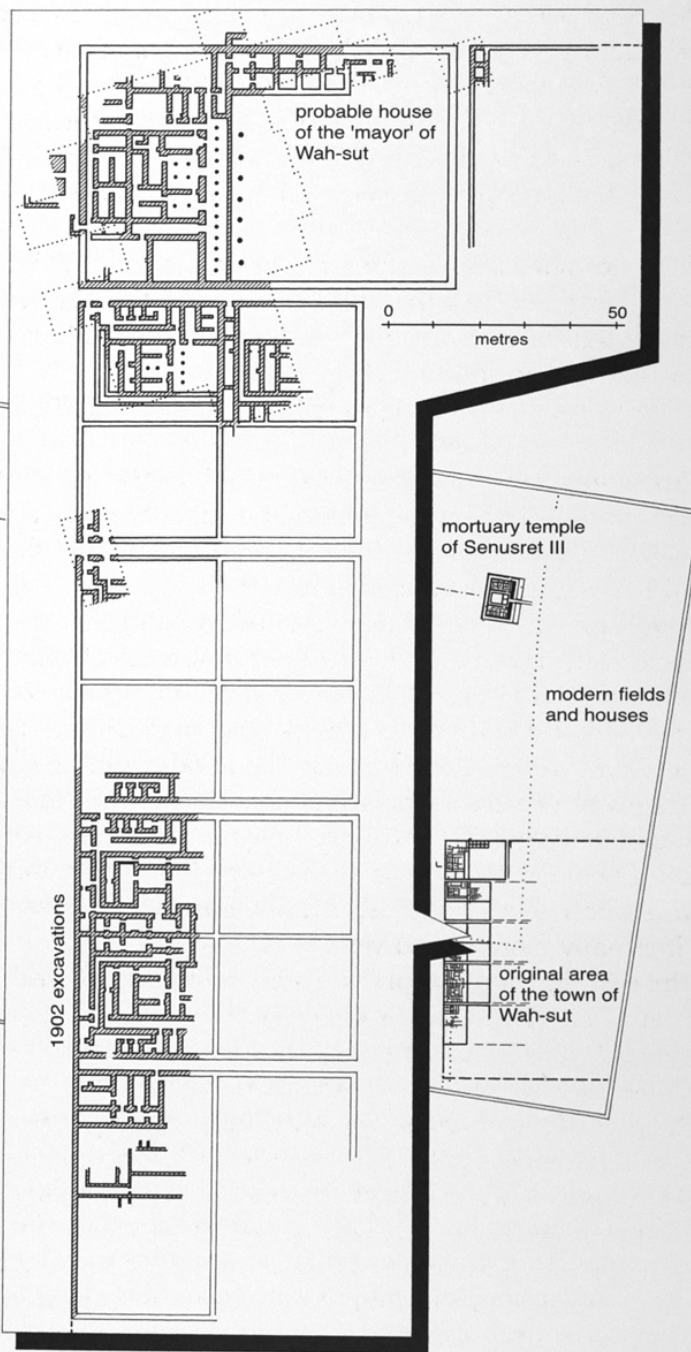 probable house
of the 'mayor' of
Wah-sut
0
50
metres
mortuary temple
of Senusret III
modern fields
and houses
1902 excavations
original area
of the town of
Wah-sut